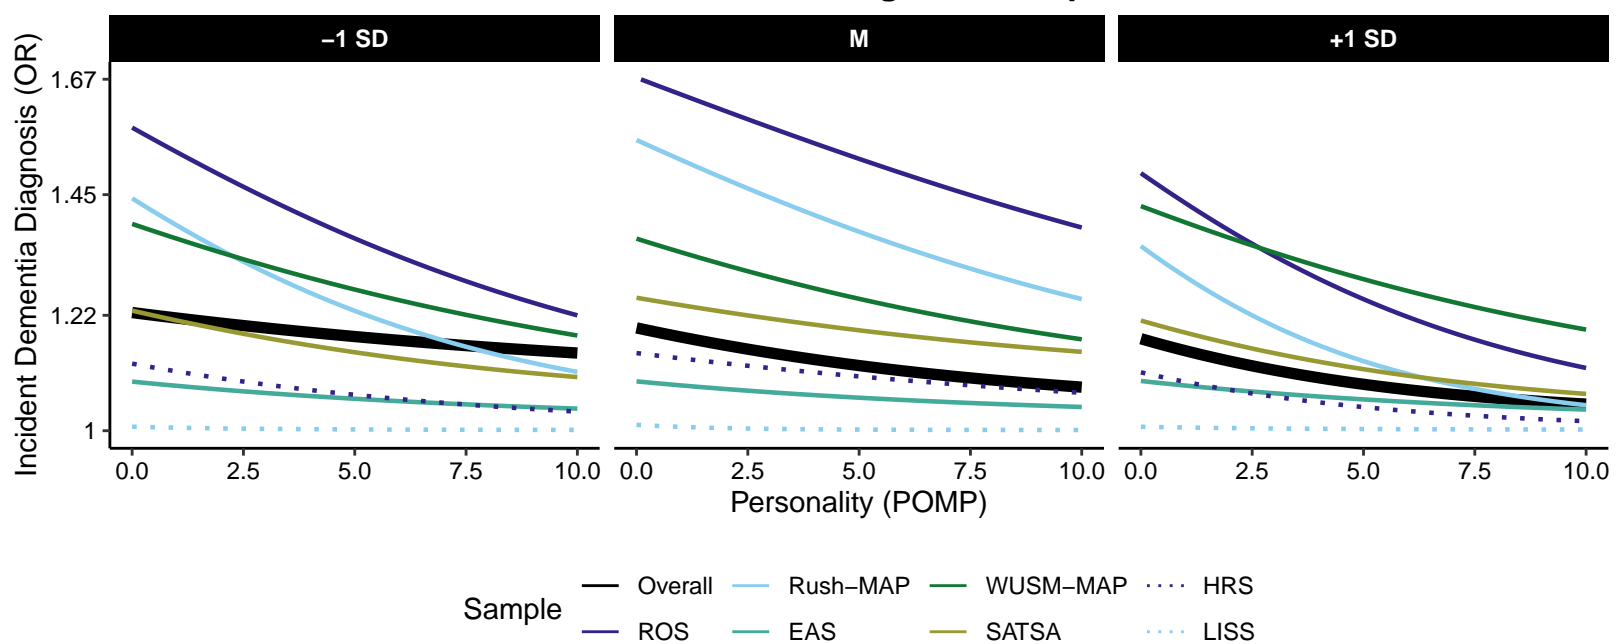 –1 SD
M
+1 SD
Incident Dementia Diagnosis (OR)
1.67
1.45
1.22
1
0.0 2.5 5.0 7.5 10.0
0.0 2.5 5.0 7.5 10.0
0.0 2.5 5.0 7.5 10.0
Personality (POMP)
Sample
Overall Rush–MAP WUSM–MAP HRS
ROS EAS SATSA LISS